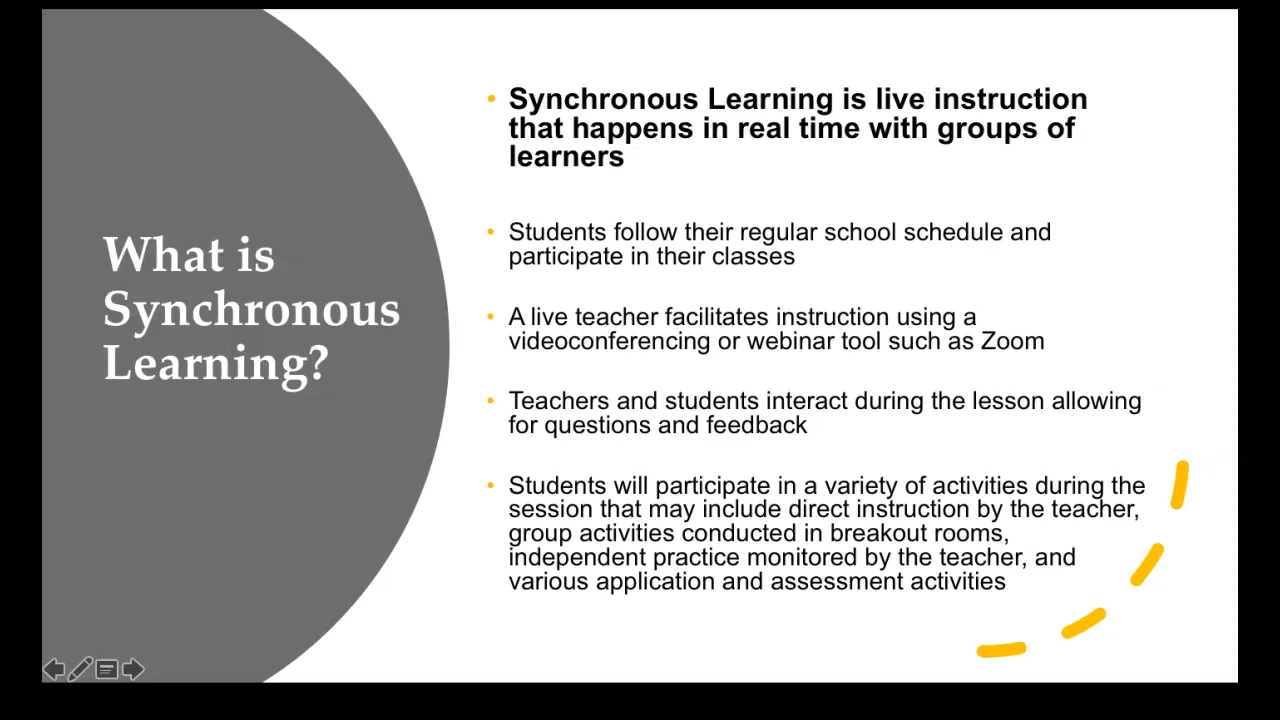 What is
Synchronous
Learning?
• Synchronous Learning is live instruction
that happens in real time with groups of
learners
• Students follow their regular school schedule and
participate in their classes
• A live teacher facilitates instruction using a
videoconferencing or webinar tool such as Zoom
• Teachers and students interact during the lesson allowing
for questions and feedback
• Students will participate in a variety of activities during the
session that may include direct instruction by the teacher,
group activities conducted in breakout rooms,
independent practice monitored by the teacher, and
various application and assessment activities